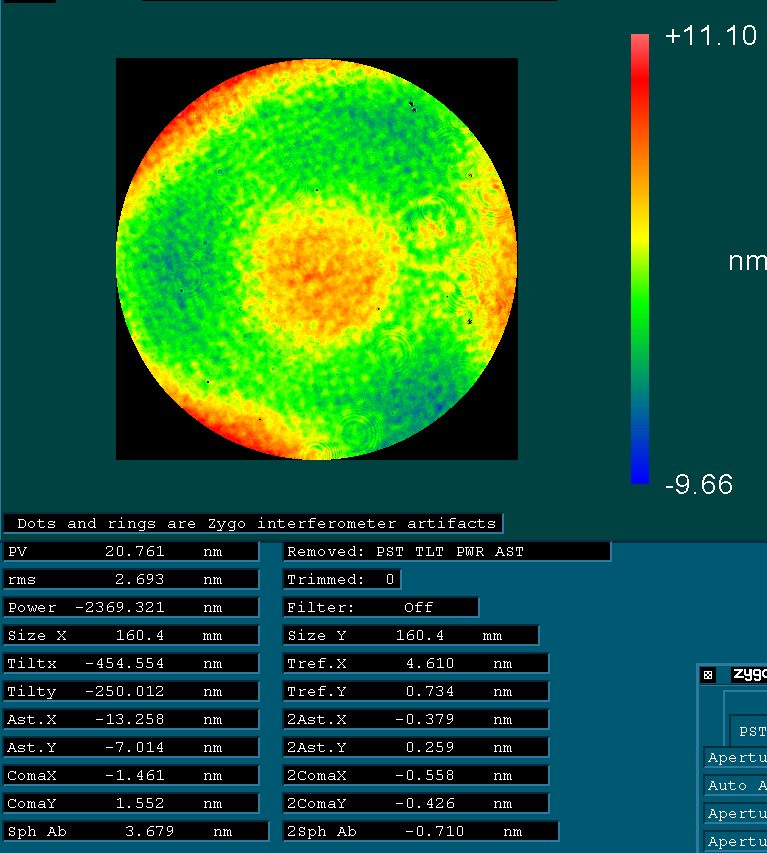 +11.10
nm
-9.66
Dots and rings are Zygo interferometer artifacts
PV 20.761 nm Removed: PST TLT PWR AST
rms 2.693 nm Trimmed: 0
Power -2369.321 nm Filter: Off
Size X 160.4 mm Size Y 160.4 mm
Tiltx -454.554 nm Tref.X 4.610 nm
Tilty -250.012 nm Tref.Y 0.734 nm
Ast.X -13.258 nm 2Ast.X -0.379 nm
Ast.Y -7.014 nm 2Ast.Y 0.259 nm
ComaX -1.461 nm 2ComaX -0.558 nm
ComaY 1.552 nm 2ComaY -0.426 nm
Sph Ab 3.679 nm 2Sph Ab -0.710 nm
zygo
PST
Apertu
Auto A
Apertu
Apertu